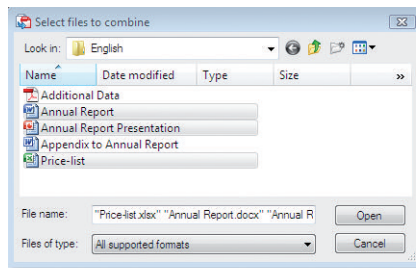 Select files to combine
Look in: English
Name Date modified Type Size »
Additional Data
Annual Report
Annual Report Presentation
Appendix to Annual Report
Price-list
File name: "Price-list.xlsx" "Annual Report.docx" "Annual R Open
Files of type: All supported formats Cancel